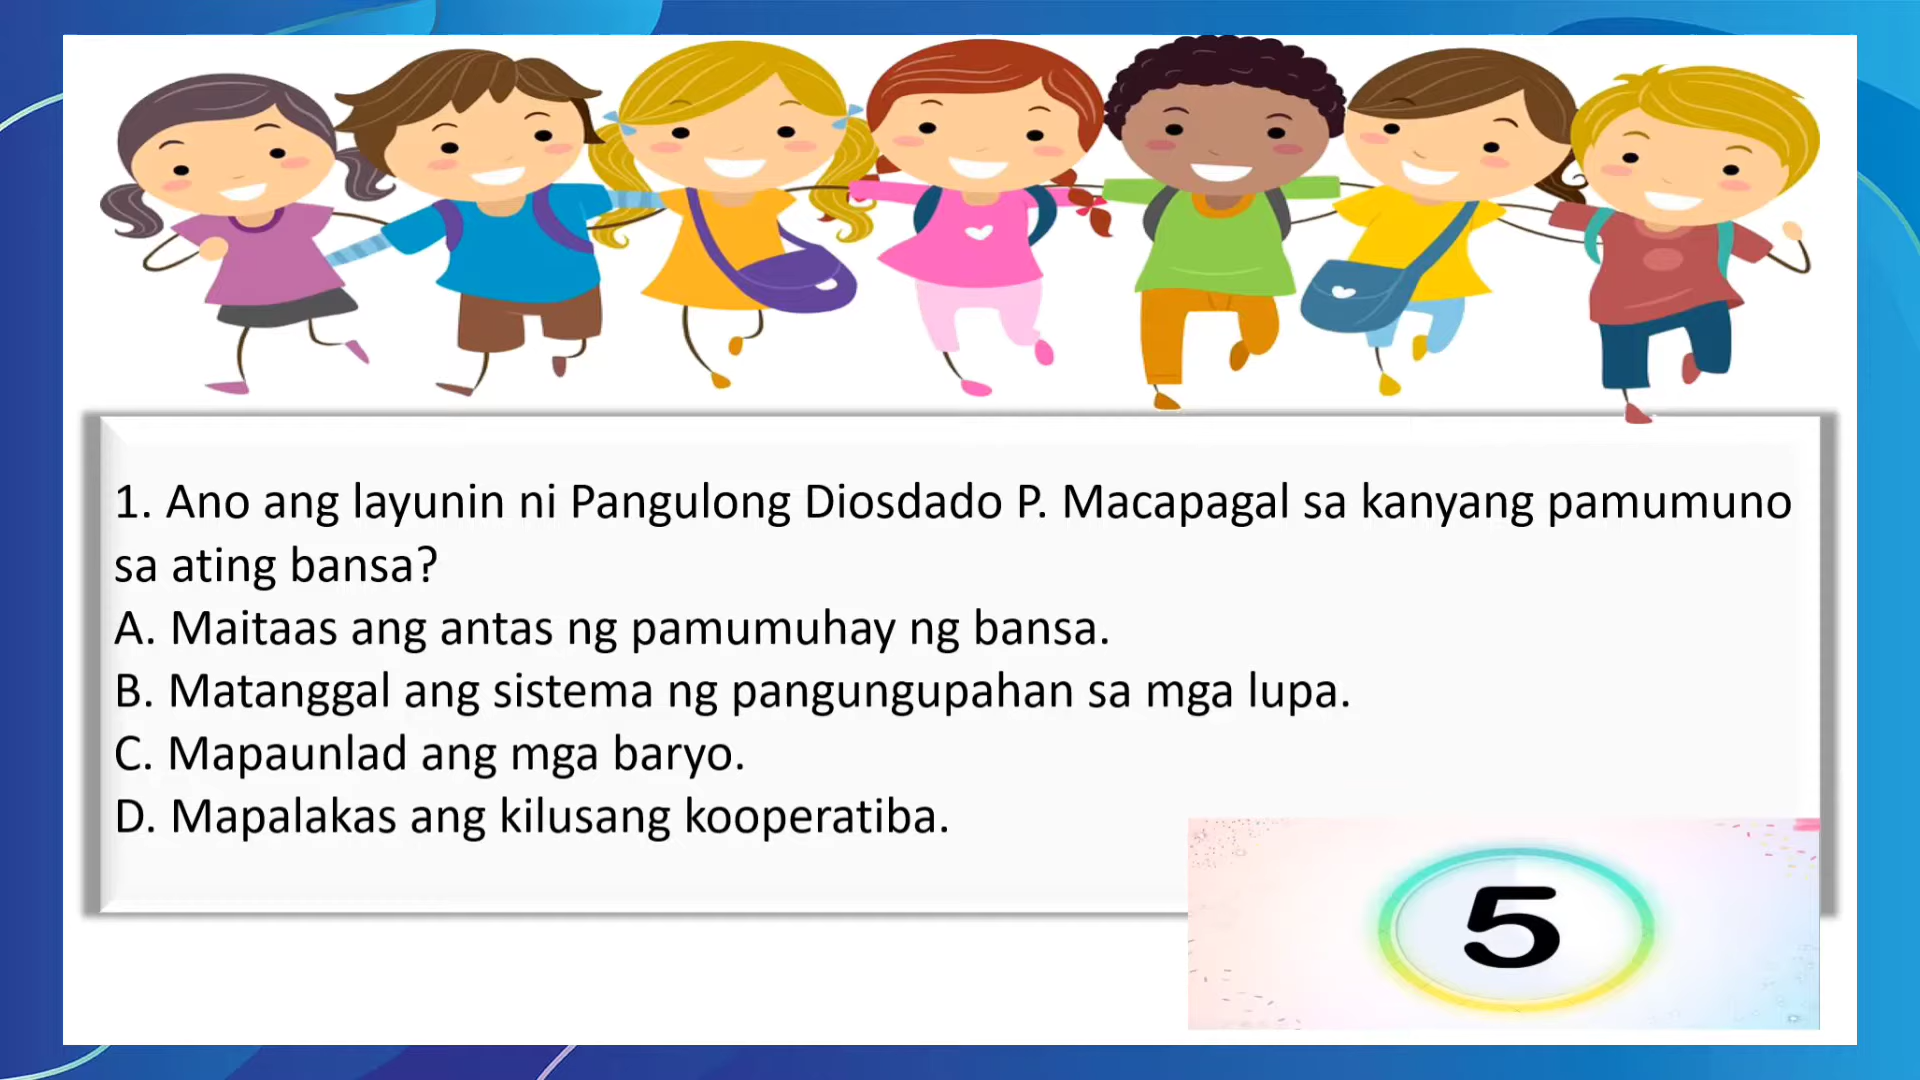 1. Ano ang layunin ni Pangulong Diosdado P. Macapagal sa kanyang pamumuno
sa ating bansa?
A. Maitaas ang antas ng pamumuhay ng bansa.
B. Matanggal ang sistema ng pangungupahan sa mga lupa.
C. Mapaunlad ang mga baryo.
D. Mapalakas ang kilusang kooperatiba.
5